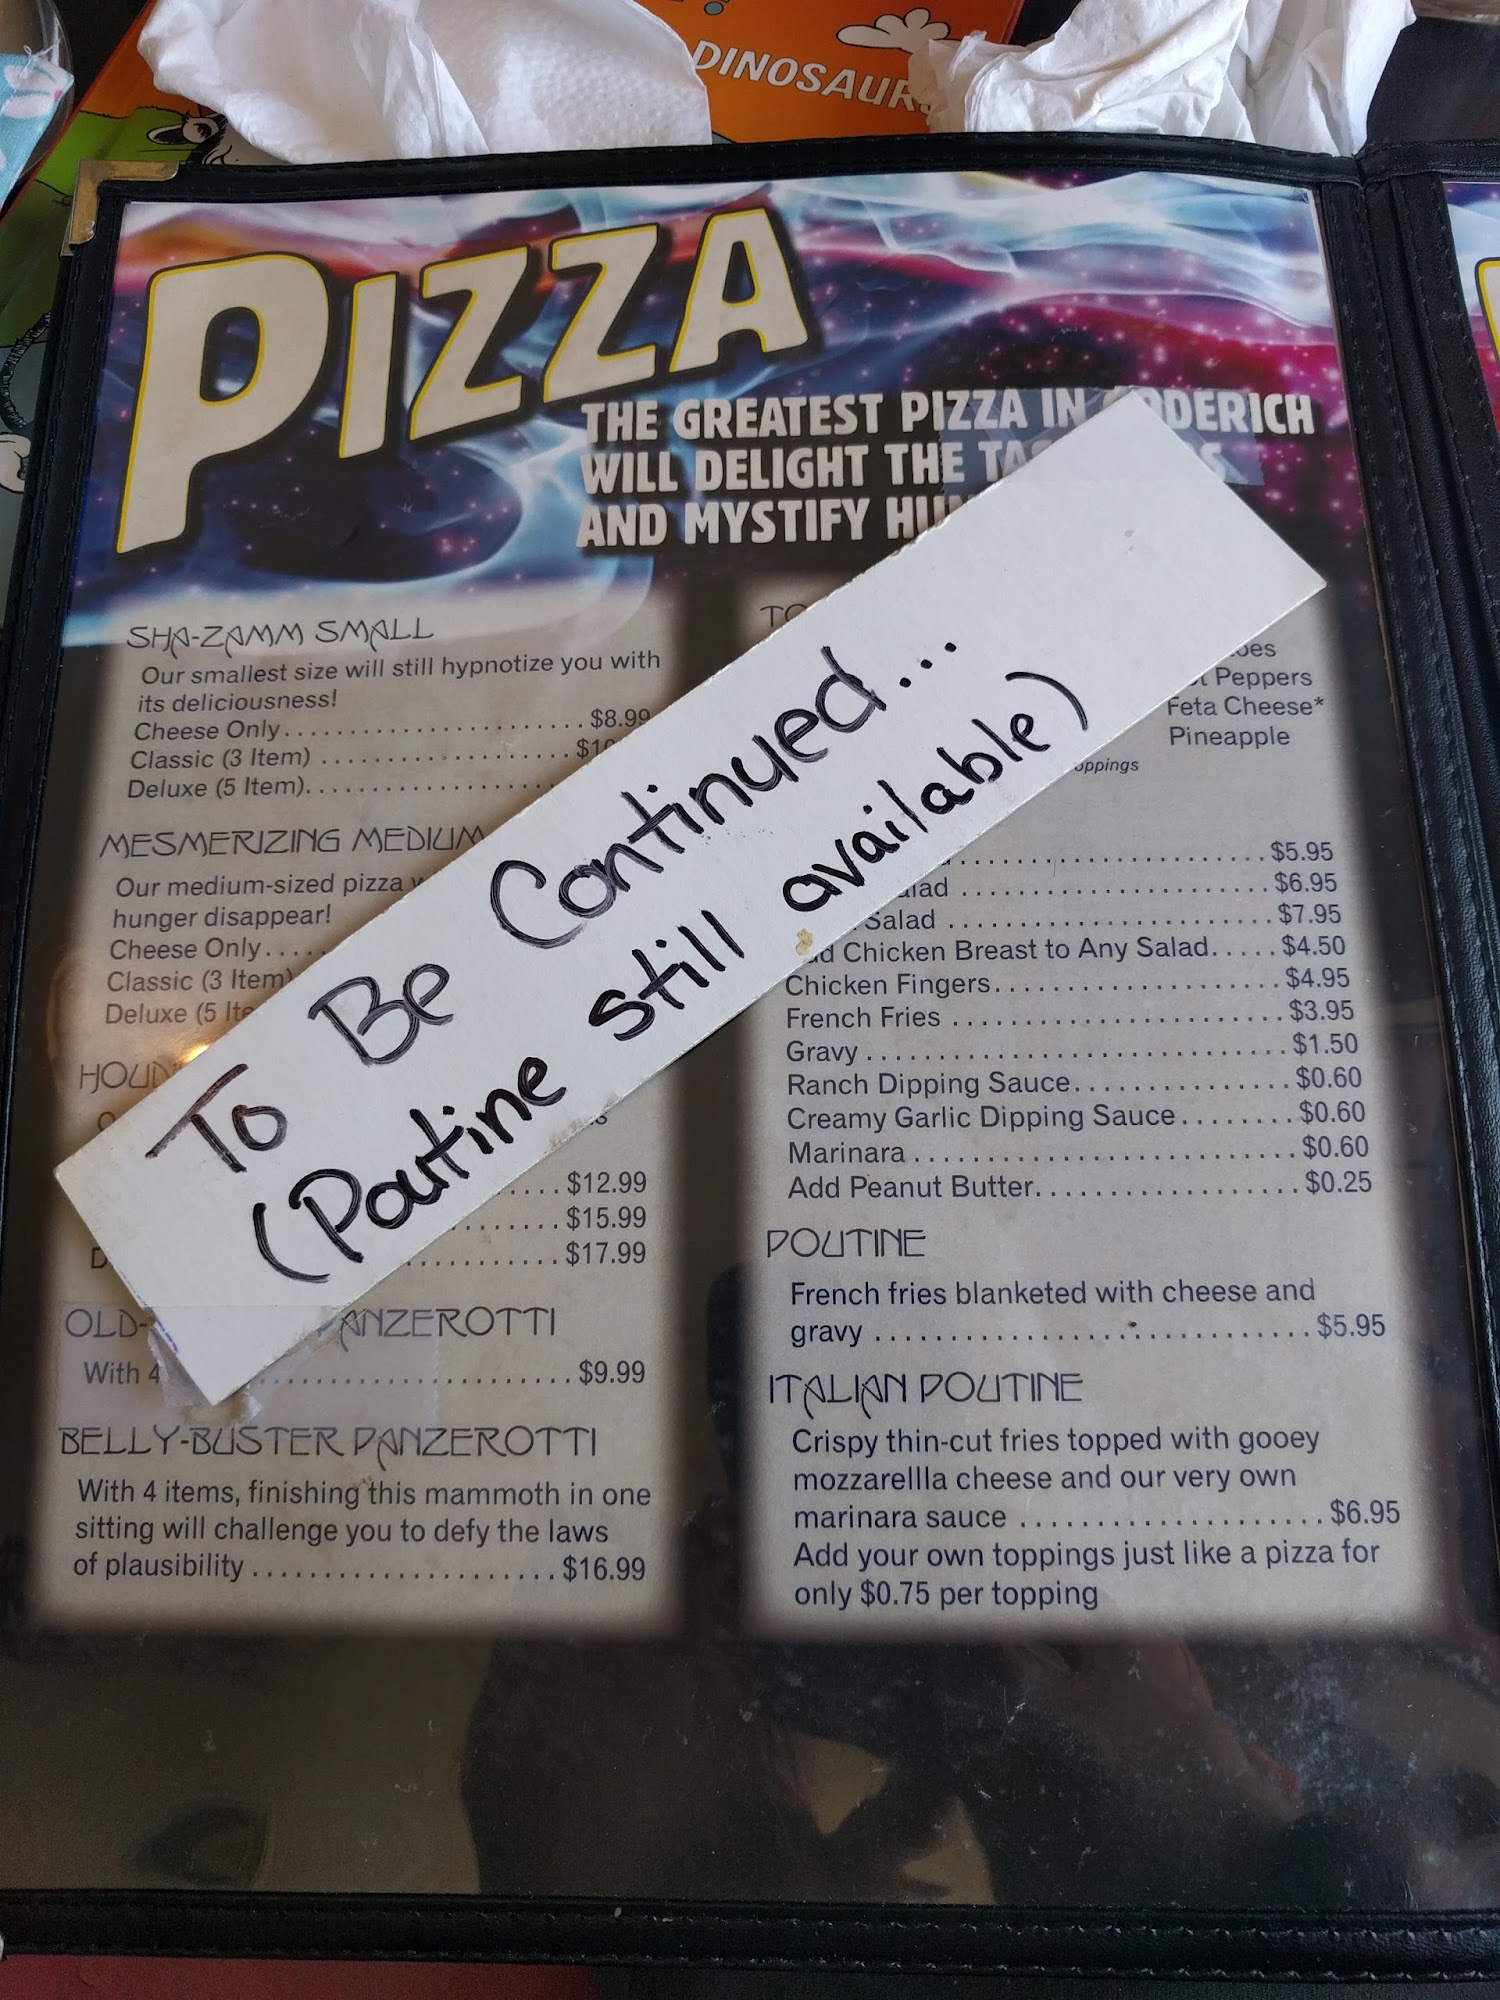 DINOSAUR
PIZZA
THE GREATEST PIZZA IN GODERICH
WILL DELIGHT THE
AND MYSTIFY
To Be Continued...
(Poutine still available)
SHA-ZAMM SMALL
Our smallest size will still hypnotize you with
its deliciousness!
Cheese Only.............................$8.99
Classic (3 Item) ....................
Deluxe (5 Item).....................
MESMERIZING MEDIUM
Our medium-sized pizza
hunger disappear!
Cheese Only....
Classic (3 Item)
Deluxe (5
....$12.99
.......$15.99
............$17.99
OLD- PANZEROTTI
With 4 ........................$9.99
BELLY-BUSTER PANZEROTTI
With 4 items, finishing this mammoth in one
sitting will challenge you to defy the laws
of plausibility.......................$16.99
Peppers
Feta Cheese*
Pineapple
toppings
........................$5.95
Salad ........................$6.95
Salad ..........................$7.95
Add Chicken Breast to Any Salad.....$4.50
Chicken Fingers......................$4.95
French Fries ..........................$3.95
Gravy .................................$1.50
Ranch Dipping Sauce.................$0.60
Creamy Garlic Dipping Sauce........$0.60
Marinara ..............................$0.60
Add Peanut Butter....................$0.25
POUTINE
French fries blanketed with cheese and
gravy ..................................$5.95
ITALIAN POUTINE
Crispy thin-cut fries topped with gooey
mozzarellla cheese and our very own
marinara sauce .......................$6.95
Add your own toppings just like a pizza for
only $0.75 per topping